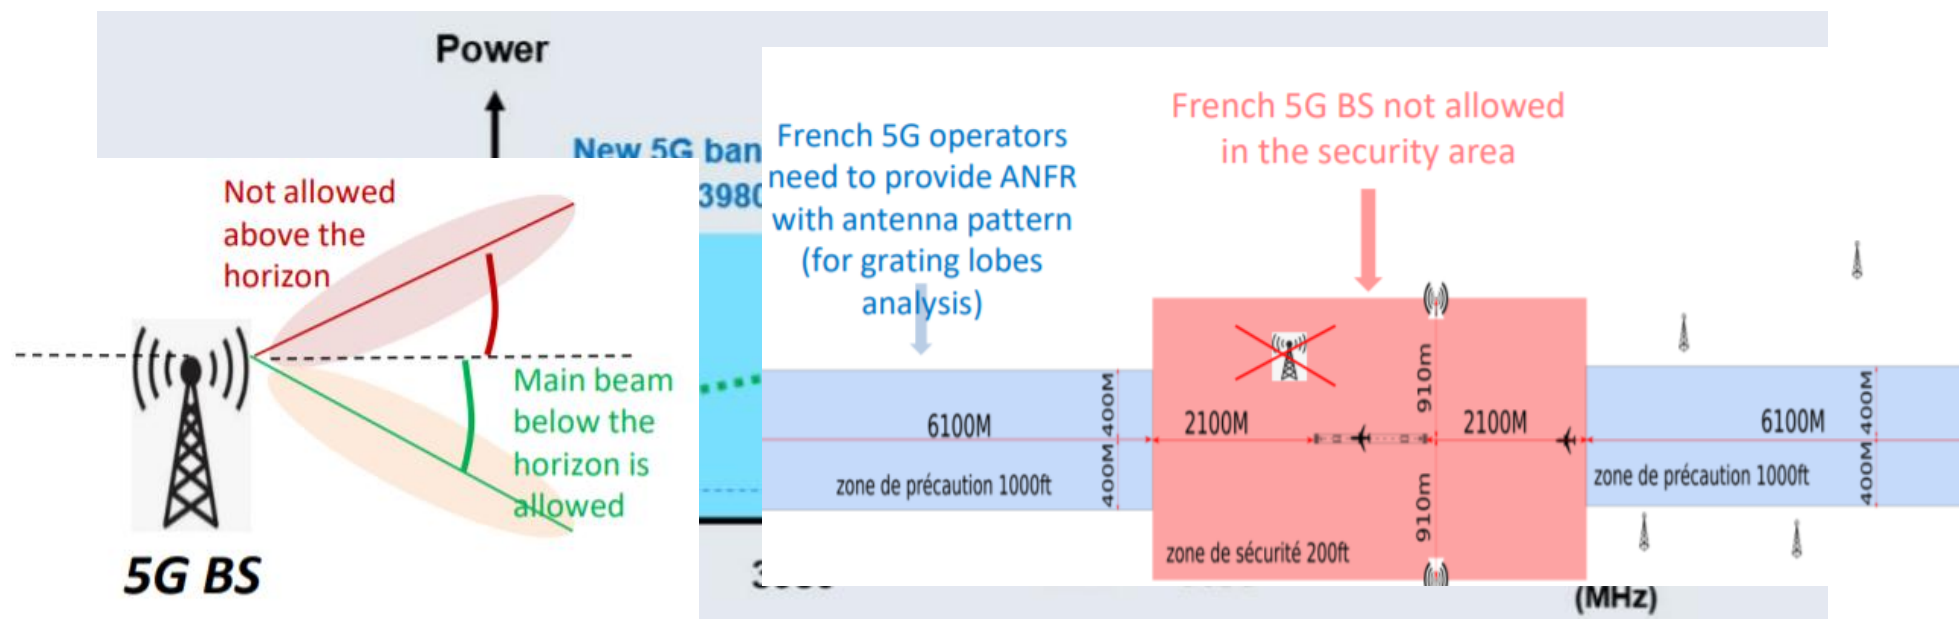 Power
New 5G ban
3980
Not allowed
above the
horizon
Main beam
below the
horizon is
allowed
5G BS
French 5G operators
need to provide ANFR
with antenna pattern
(for grating lobes
analysis)
French 5G BS not allowed
in the security area
6100M
400M
400M
zone de précaution 1000ft
2100M
910m
2100M
910m
zone de sécurité 200ft
6100M
400M
400M
zone de précaution 1000ft
(MHz)